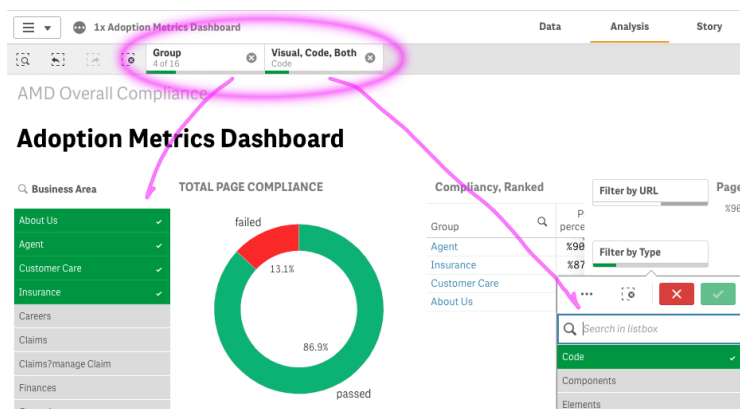 1x Adoption Metrics Dashboard
Data
Analysis
Story
Group
4 of 16
Visual, Code, Both
Code
AMD Overall Compliance
Adoption Metrics Dashboard
Business Area
About Us
Agent
Customer Care
Insurance
Careers
Claims
Claims?manage Claim
Finances
TOTAL PAGE COMPLIANCE
failed
13.1%
86.9%
passed
Compliancy, Ranked
Group
P
perce
Agent %90
Insurance %87
Customer Care
About Us
Filter by URL
Filter by Type
Page
%90
Search in listbox
Code
Components
Elements